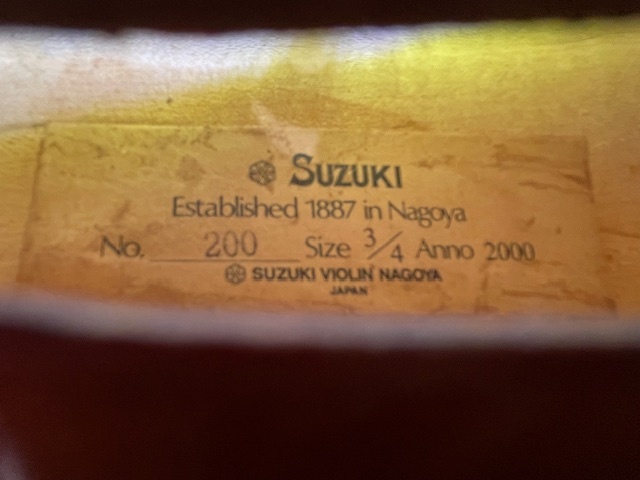 SUZUKI
Established 1887 in Nagoya
No. 200 Size 3/4 Anno 2000
SUZUKI VIOLIN NAGOYA
JAPAN